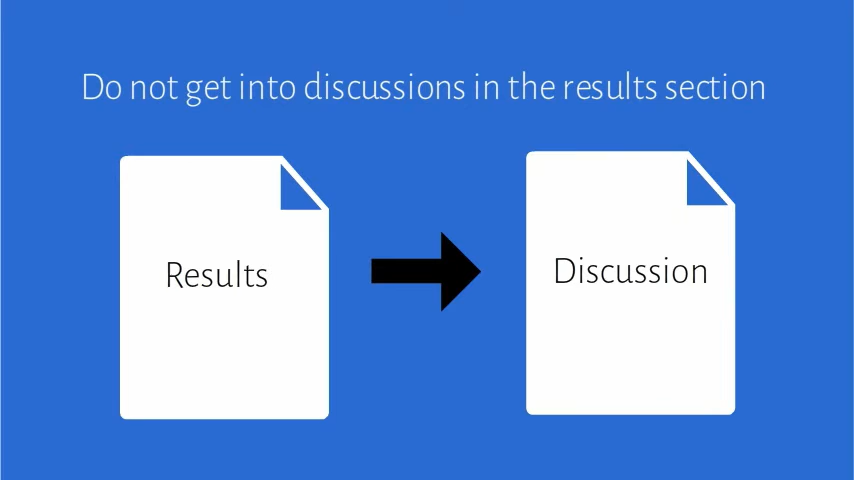 Do not get into discussions in the results section
Results
Discussion